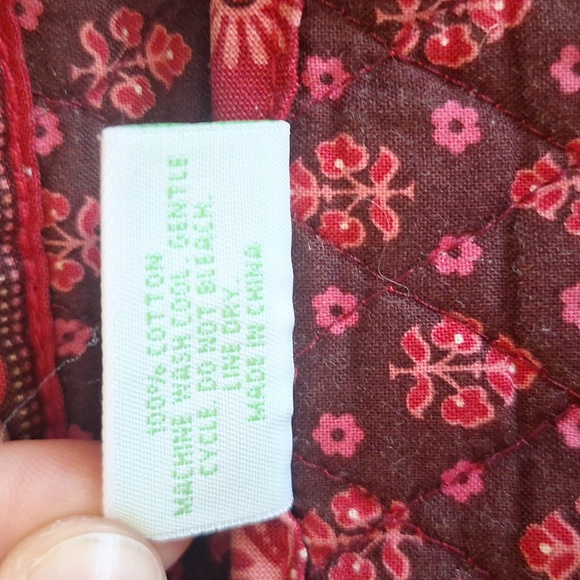 100% COTTON
MACHINE WASH COOL, GENTLE
CYCLE. DO NOT BLEACH.
LINE DRY.
MADE IN CHINA